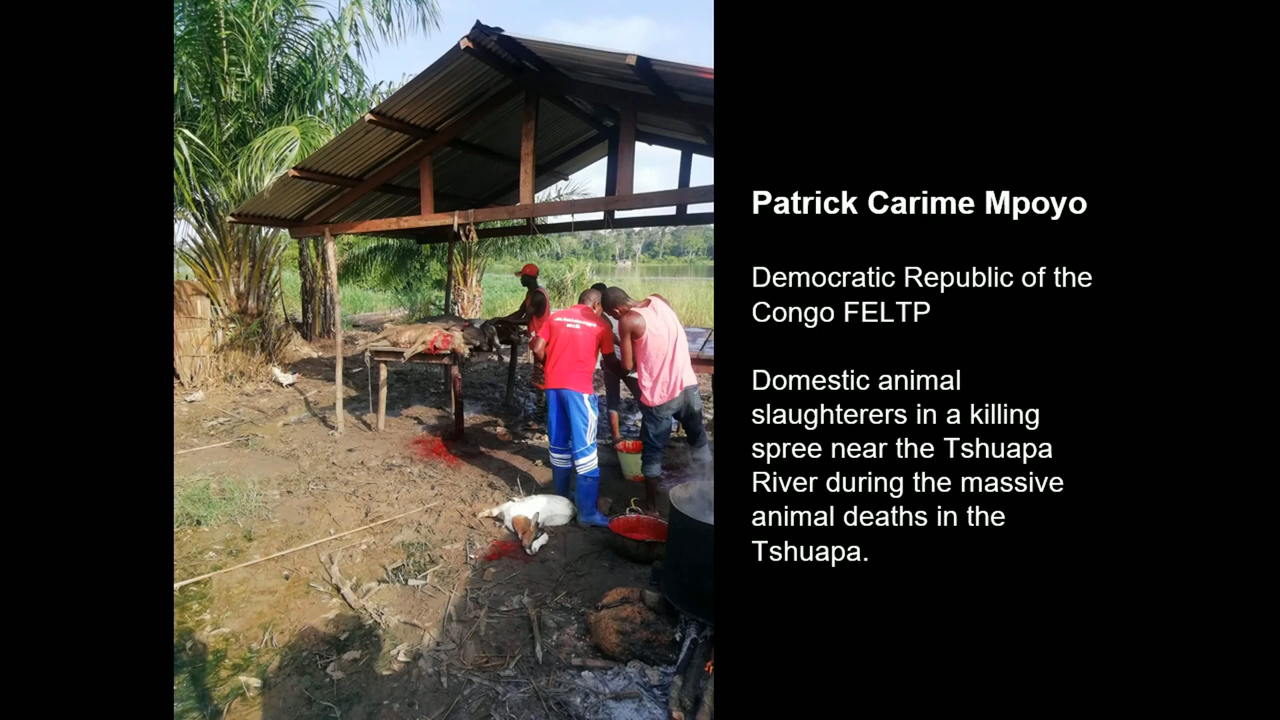 Patrick Carime Mpoyo
Democratic Republic of the
Congo FELTP
Domestic animal
slaughterers in a killing
spree near the Tshuapa
River during the massive
animal deaths in the
Tshuapa.